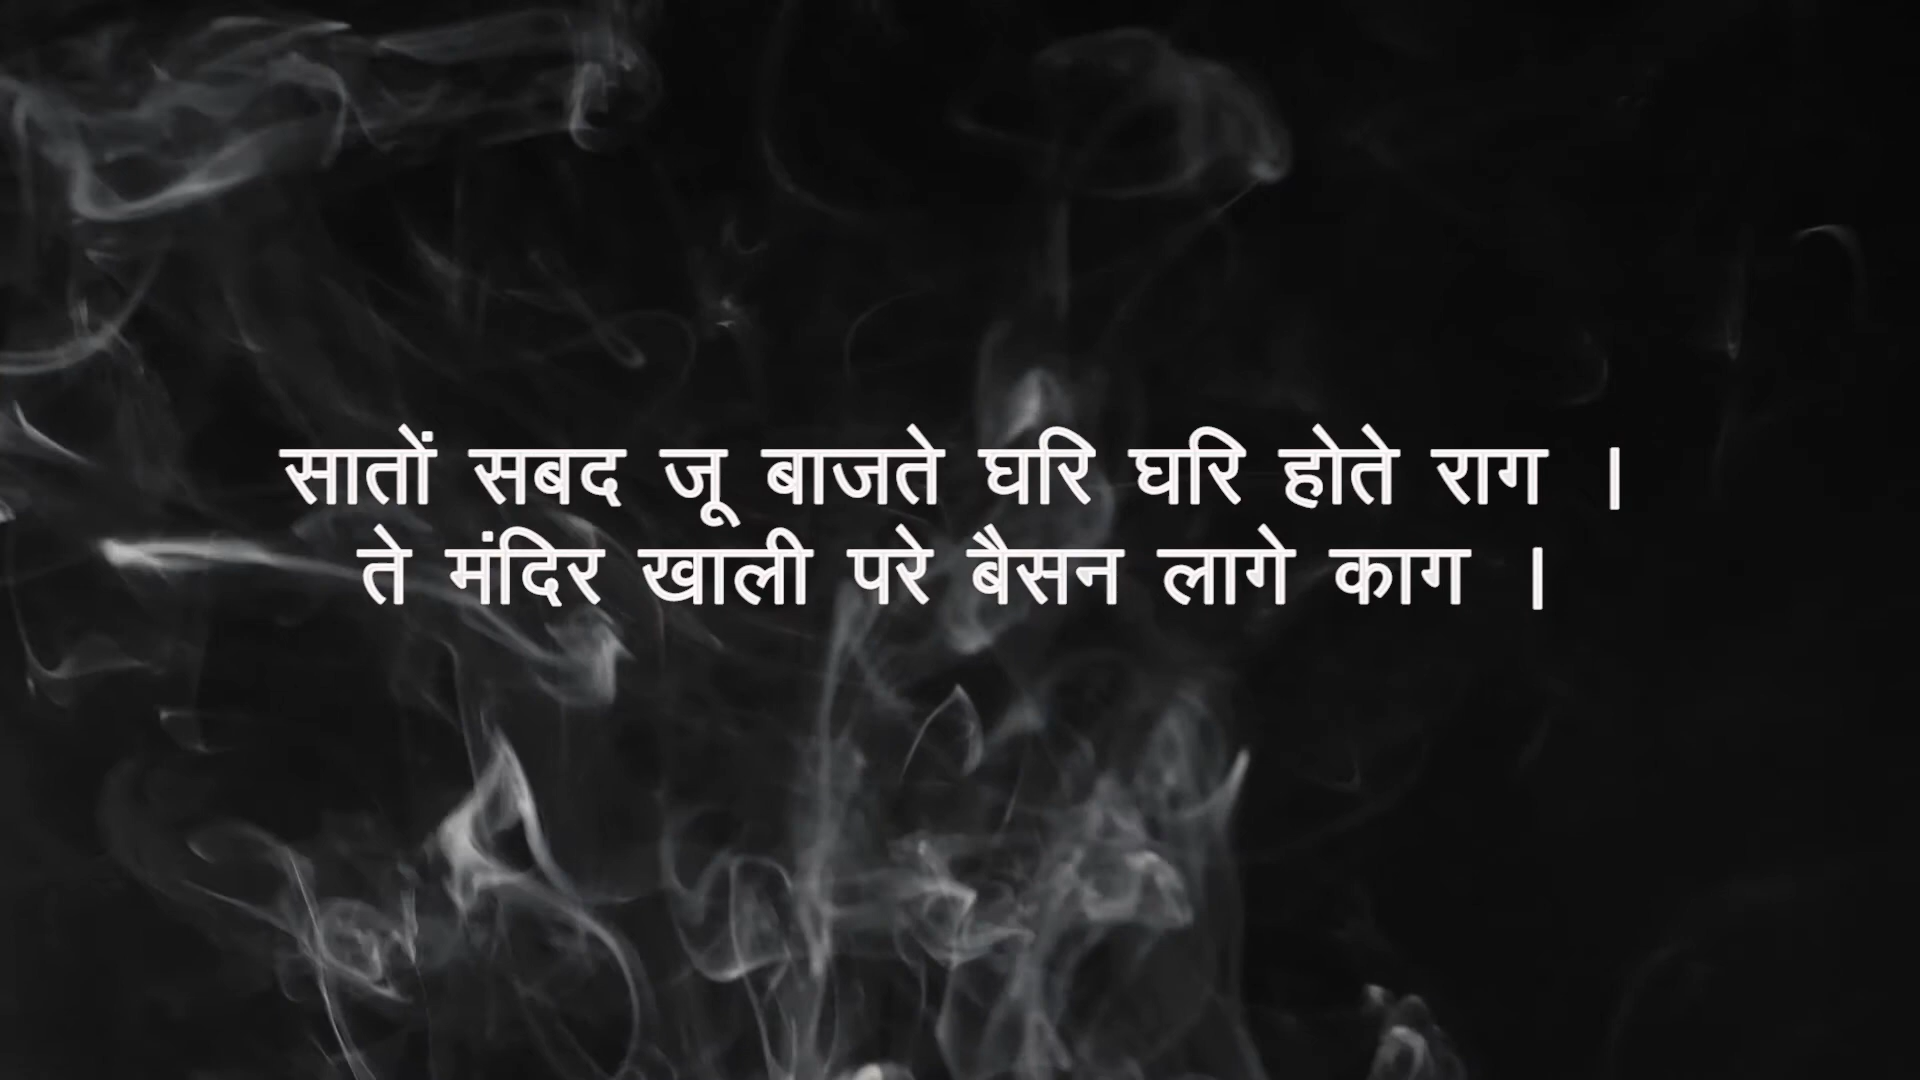 सातों सबद जू बाजते घरि घरि होते राग ।
ते मंदिर खाली परे बैसन लागे काग ।